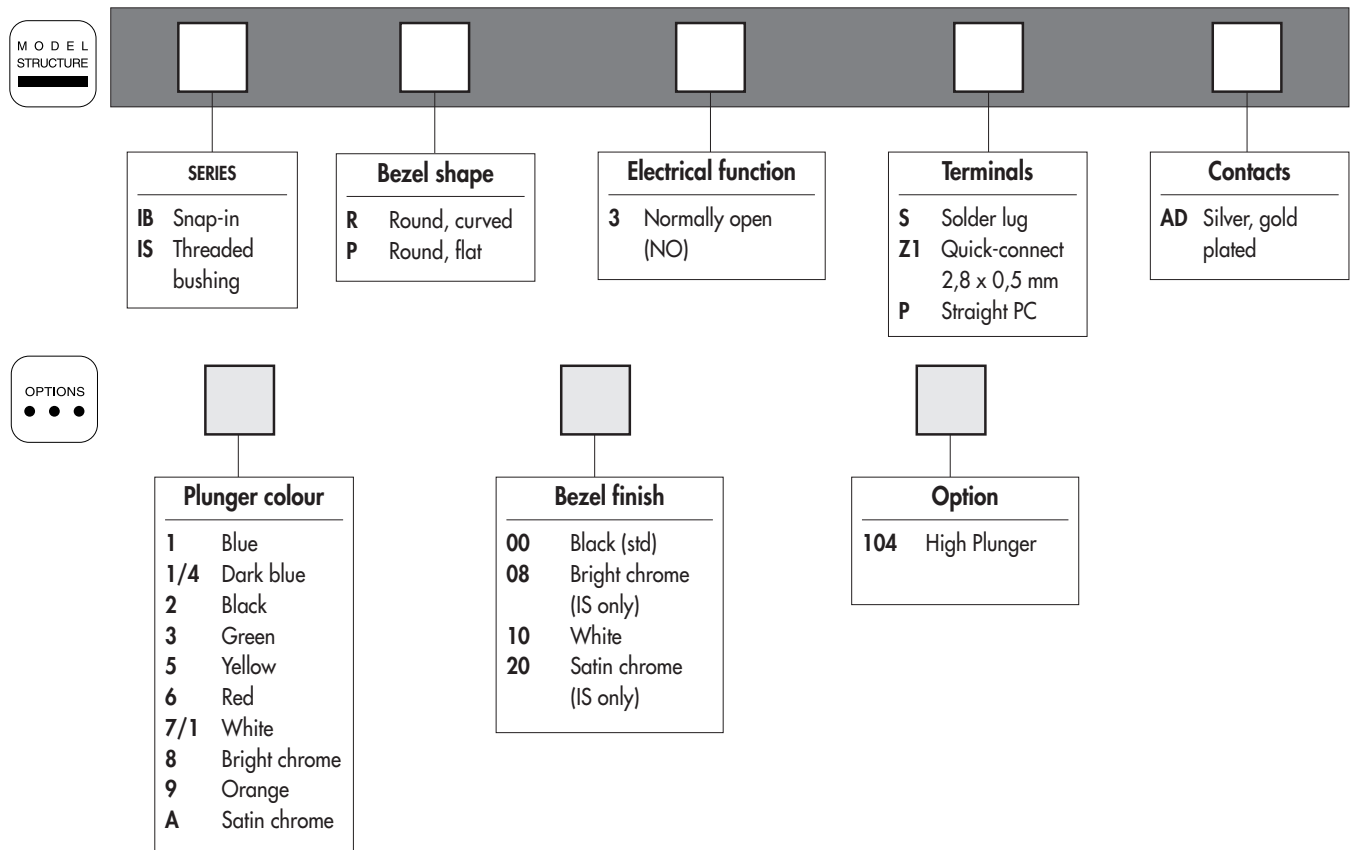 MODEL
STRUCTURE
SERIES
IB Snap-in
IS Threaded
bushing
Bezel shape
R Round, curved
P Round, flat
Electrical function
3 Normally open
(NO)
Terminals
S Solder lug
Z1 Quick-connect
2,8 x 0,5 mm
P Straight PC
Contacts
AD Silver, gold
plated
OPTIONS
Plunger colour
1 Blue
1/4 Dark blue
2 Black
3 Green
5 Yellow
6 Red
7/1 White
8 Bright chrome
9 Orange
A Satin chrome
Bezel finish
00 Black (std)
08 Bright chrome
(IS only)
10 White
20 Satin chrome
(IS only)
Option
104 High Plunger